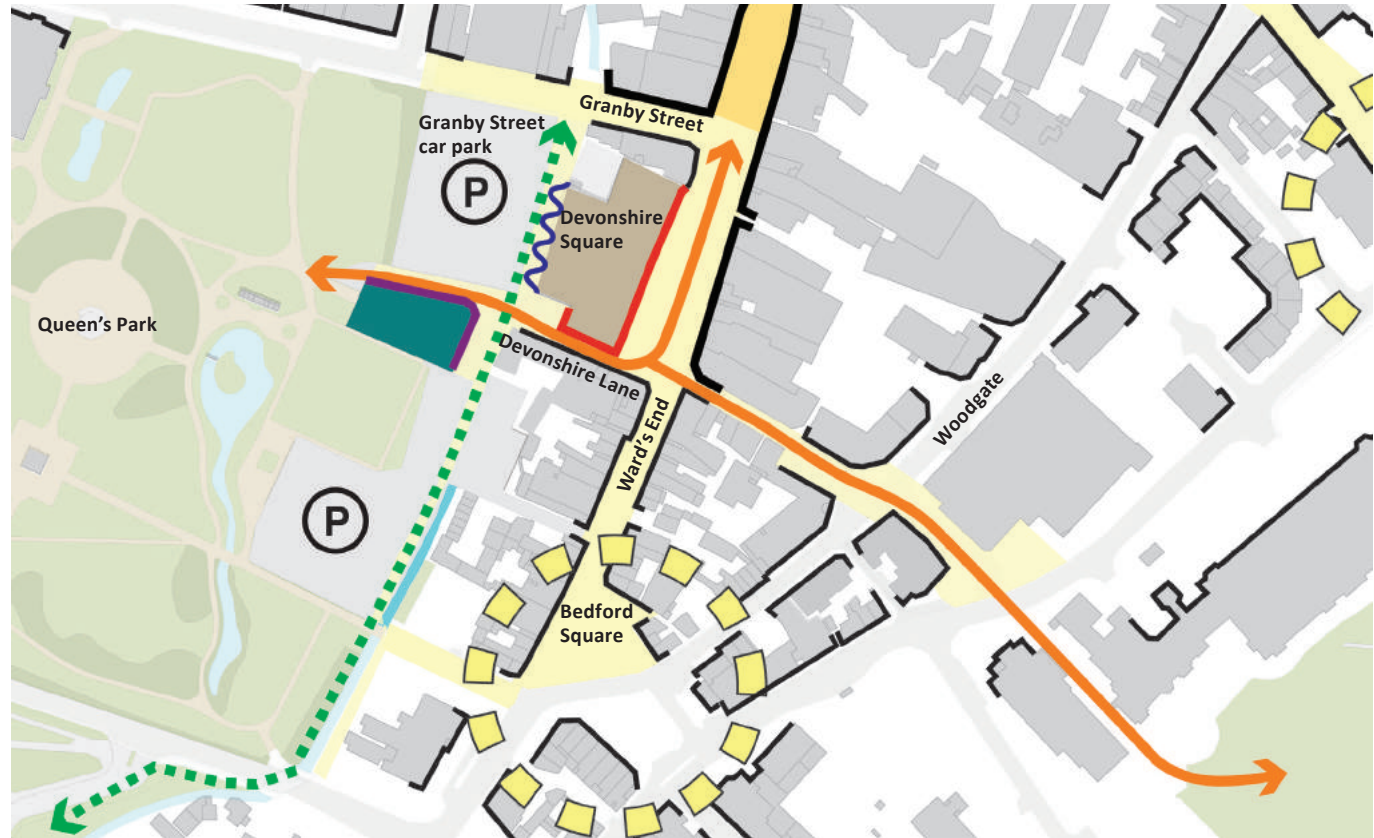 Granby Street
Granby Street
car park
P
Devonshire
Square
Queen's Park
Devonshire Lane
Ward's End
Woodgate
P
Bedford
Square